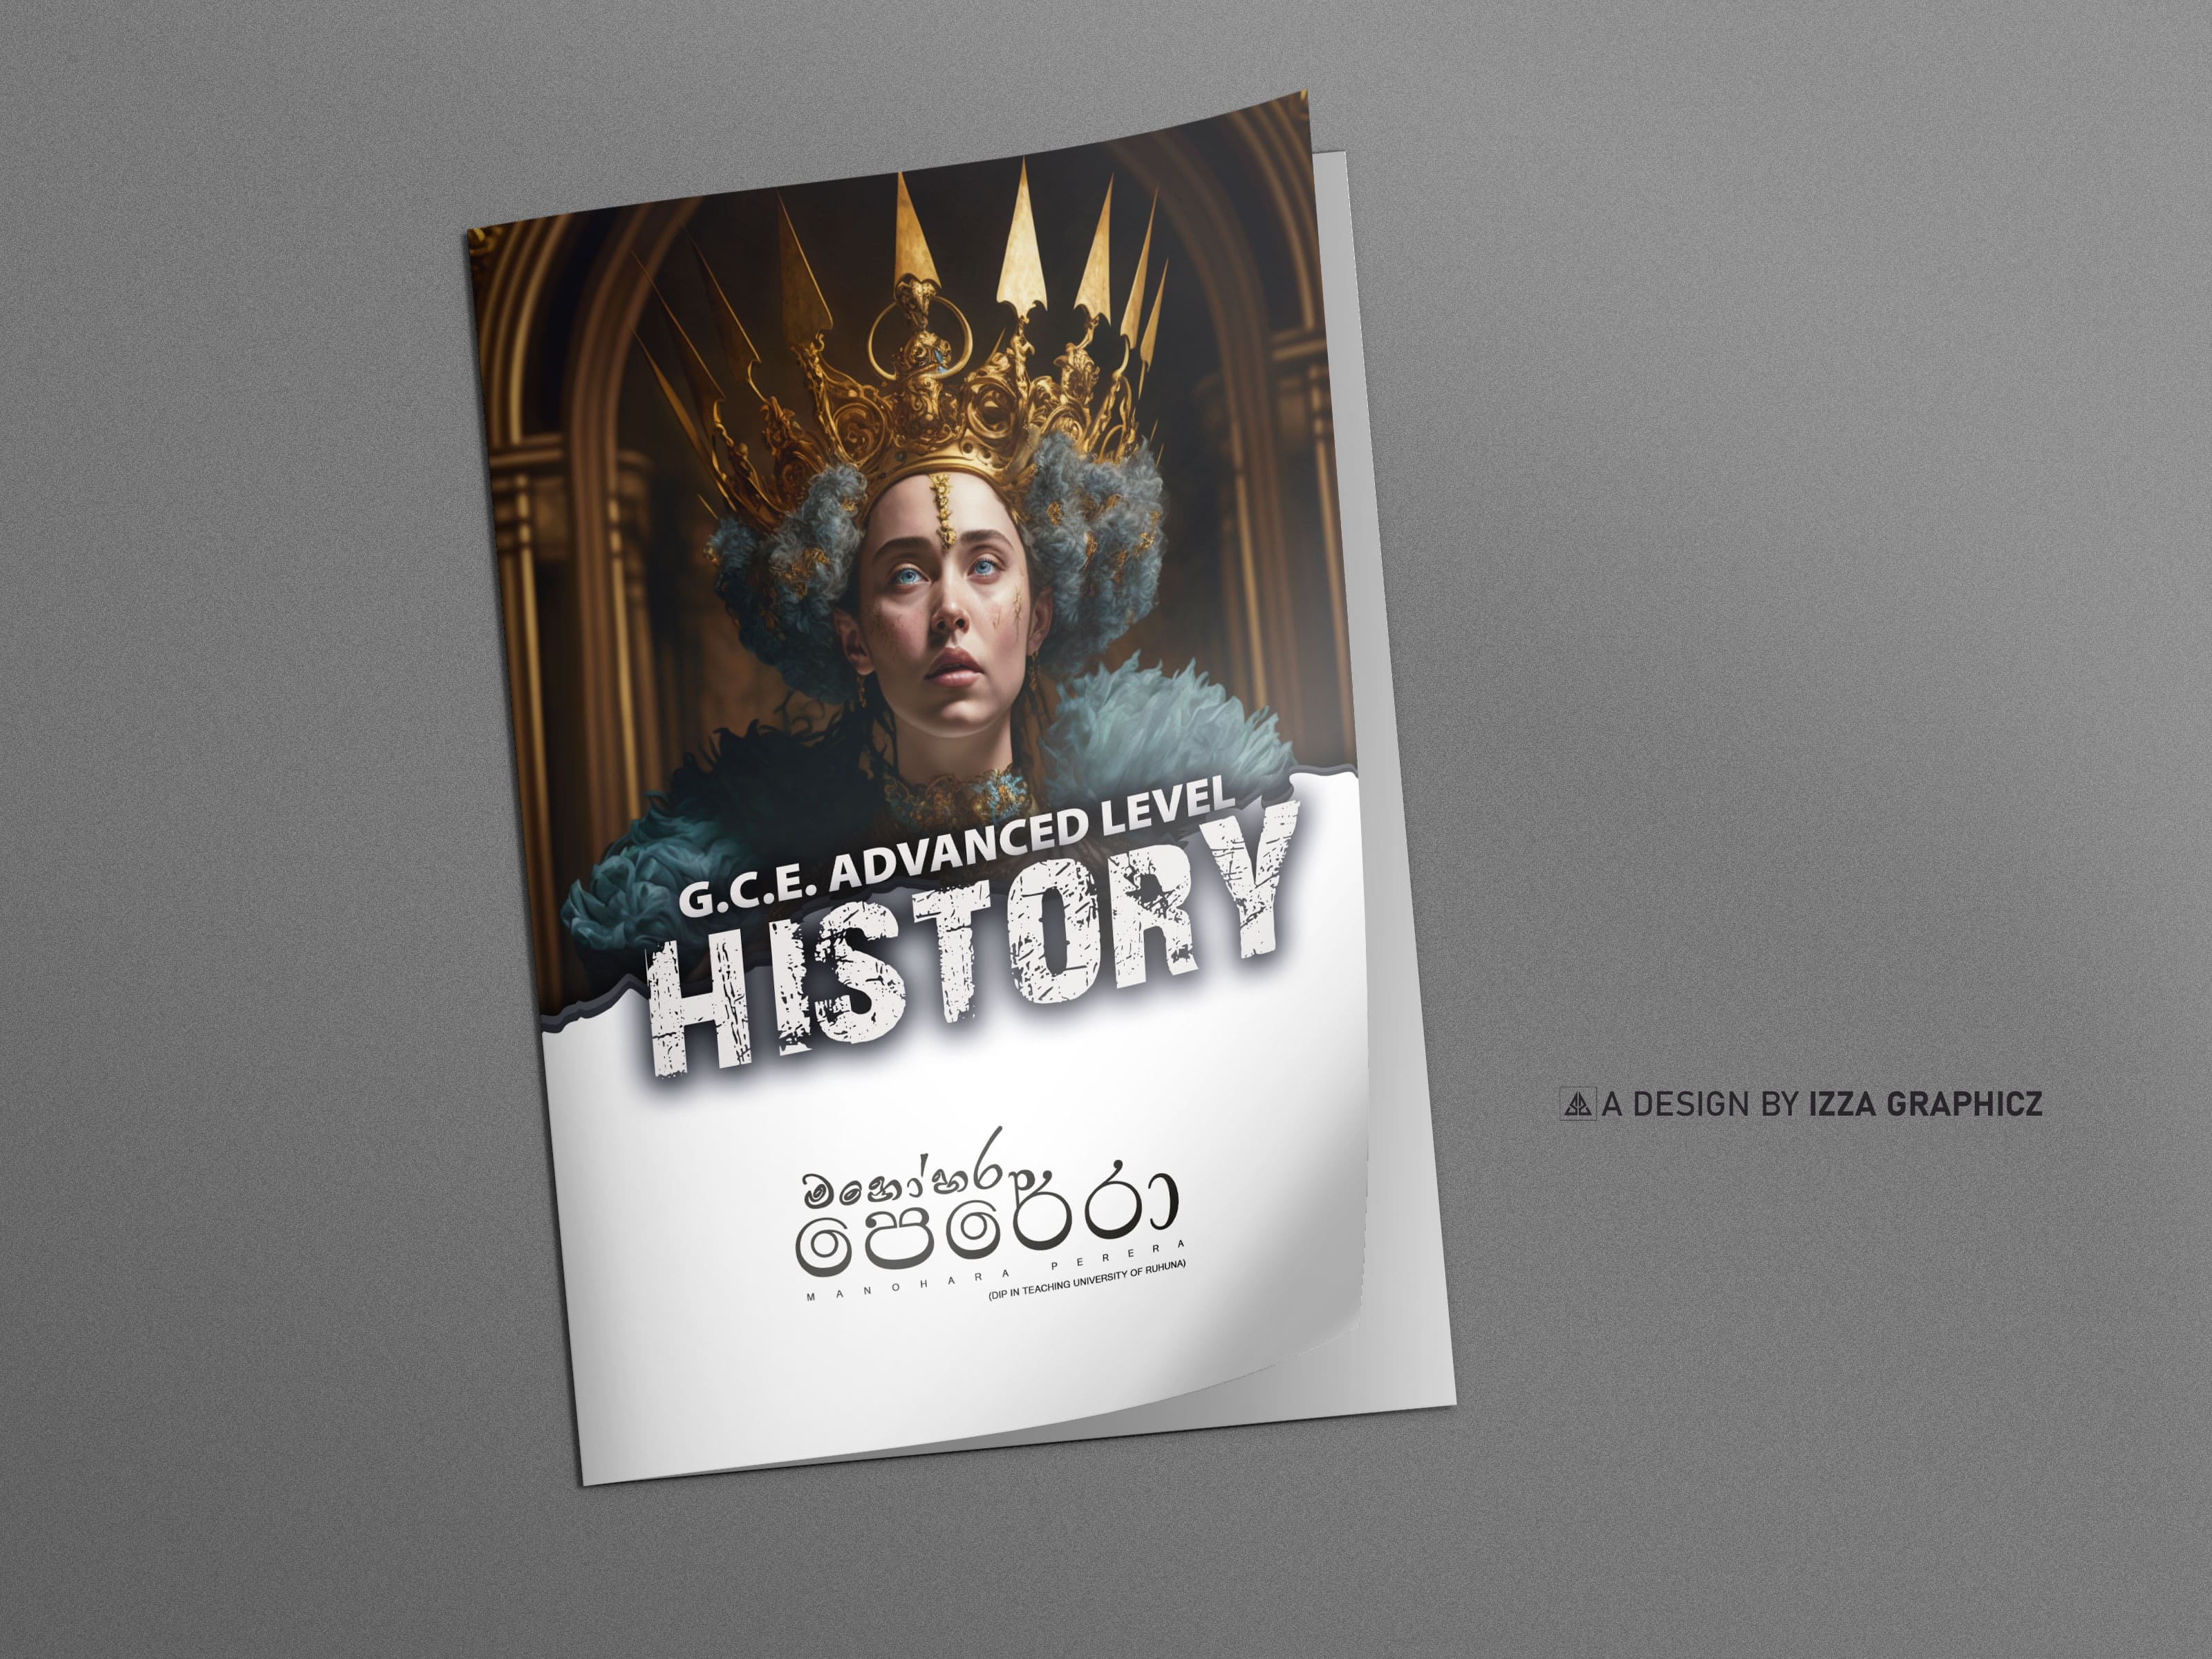 G.C.E. ADVANCED LEVEL
HISTORY
මනෝහර
පෙරේරා
MANOHARA PERERA
(DIP IN TEACHING UNIVERSITY OF RUHUNA)
A DESIGN BY IZZA GRAPHICZ